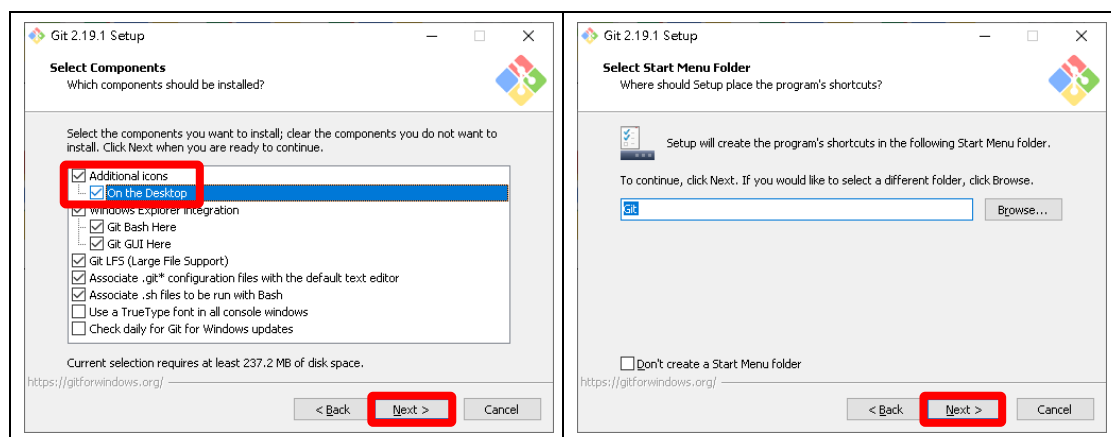 Git 2.19.1 Setup
Select Components
Which components should be installed?
Select the components you want to install; clear the components you do not want to
install. Click Next when you are ready to continue.
Additional icons
On the Desktop
Windows Explorer integration
Git Bash Here
Git GUI Here
Git LFS (Large File Support)
Associate .git* configuration files with the default text editor
Associate .sh files to be run with Bash
Use a TrueType font in all console windows
Check daily for Git for Windows updates
Current selection requires at least 237.2 MB of disk space.
https://gitforwindows.org/
< Back
Next >
Cancel
Git 2.19.1 Setup
Select Start Menu Folder
Where should Setup place the program's shortcuts?
Setup will create the program's shortcuts in the following Start Menu folder.
To continue, click Next. If you would like to select a different folder, click Browse.
Git
Browse...
Don't create a Start Menu folder
https://gitforwindows.org/
< Back
Next >
Cancel